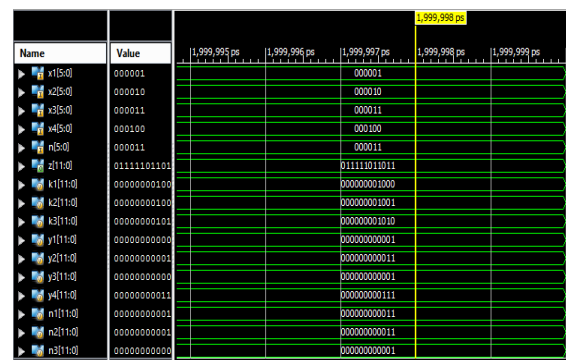 1,999,998 ps
Name Value 1,999,995 ps 1,999,996 ps 1,999,997 ps 1,999,998 ps 1,999,999 ps
x1[5:0] 000001 000001
x2[5:0] 000010 000010
x3[5:0] 000011 000011
x4[5:0] 000100 000100
n[5:0] 000011 000011
z[11:0] 01111101101 011111011011
k1[11:0] 00000000100 000000001000
k2[11:0] 00000000100 000000001001
k3[11:0] 00000000101 000000001010
y1[11:0] 00000000000 000000000001
y2[11:0] 00000000001 000000000011
y3[11:0] 00000000000 000000000001
y4[11:0] 00000000011 000000000111
n1[11:0] 00000000001 000000000011
n2[11:0] 00000000001 000000000011
n3[11:0] 00000000000 000000000001